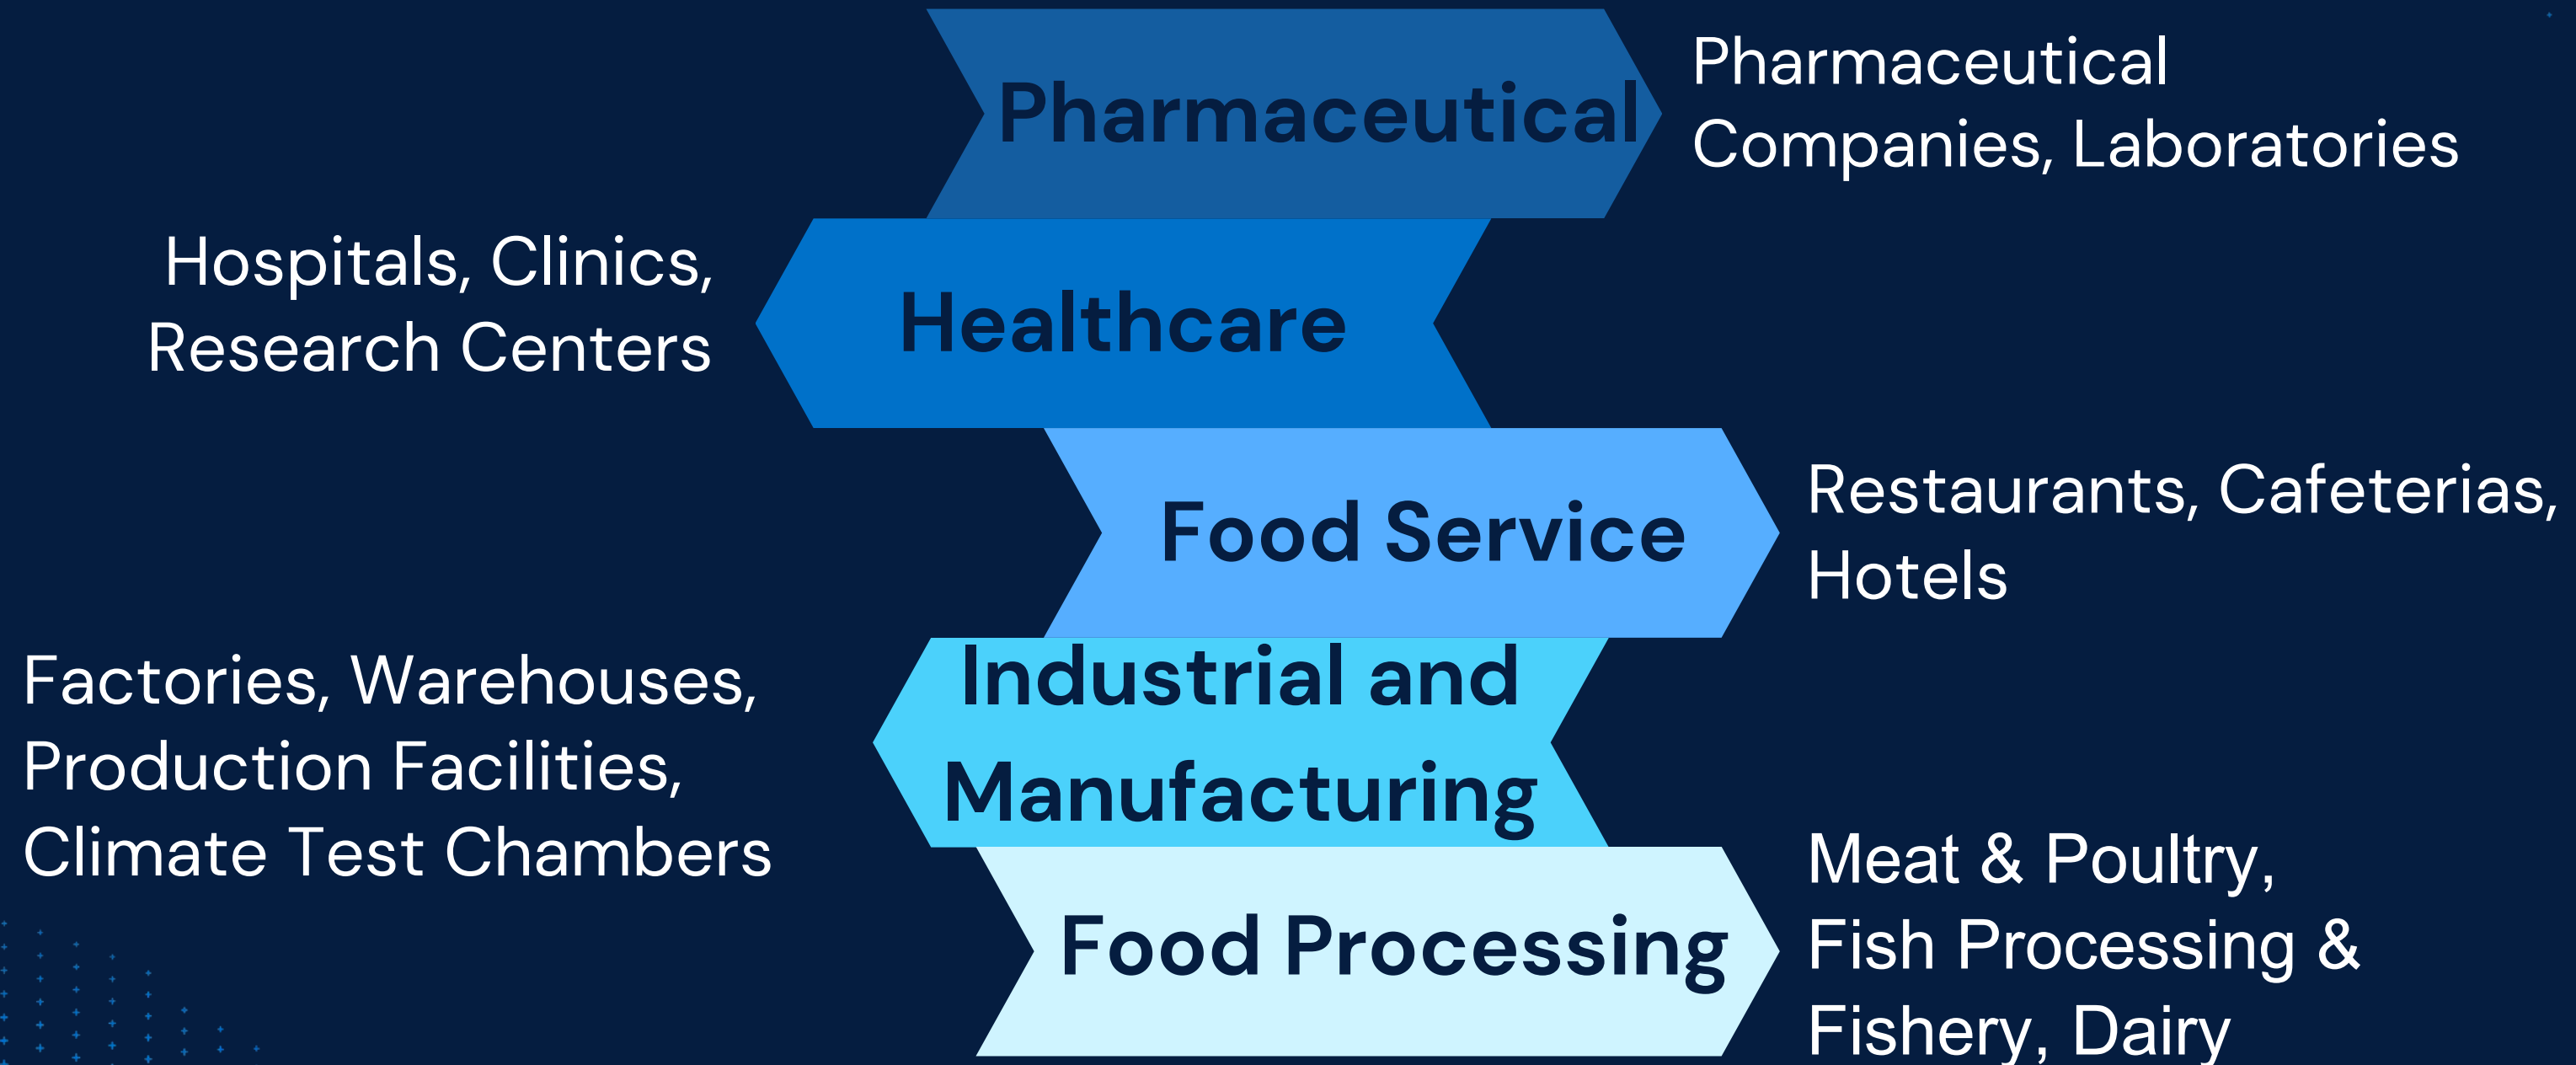 Pharmaceutical
Pharmaceutical
Companies, Laboratories
Hospitals, Clinics,
Research Centers
Healthcare
Food Service
Restaurants, Cafeterias,
Hotels
Factories, Warehouses,
Production Facilities,
Climate Test Chambers
Industrial and
Manufacturing
Food Processing
Meat & Poultry,
Fish Processing &
Fishery, Dairy